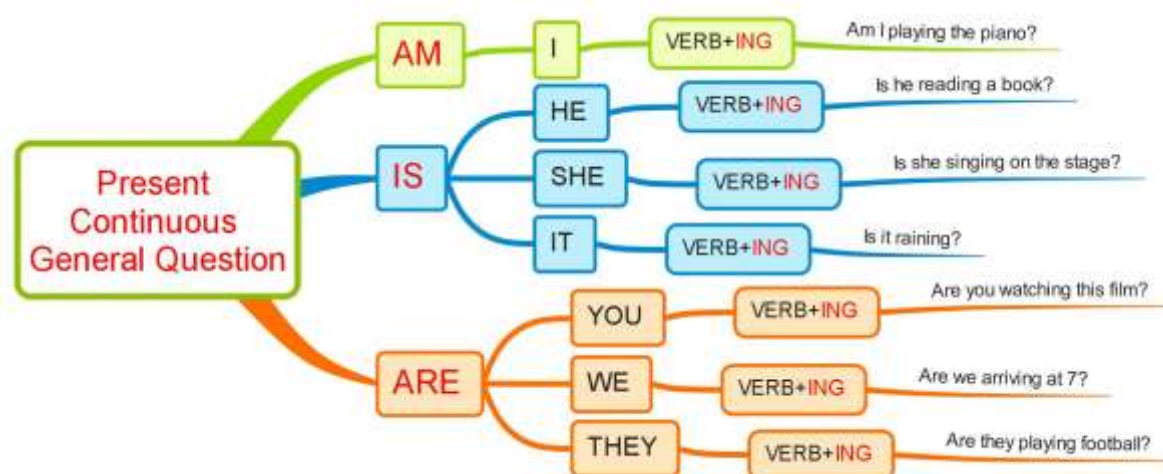 Present
Continuous
General Question
AM
I
VERB+ING
Am I playing the piano?
IS
HE
VERB+ING
Is he reading a book?
SHE
VERB+ING
Is she singing on the stage?
IT
VERB+ING
Is it raining?
ARE
YOU
VERB+ING
Are you watching this film?
WE
VERB+ING
Are we arriving at 7?
THEY
VERB+ING
Are they playing football?